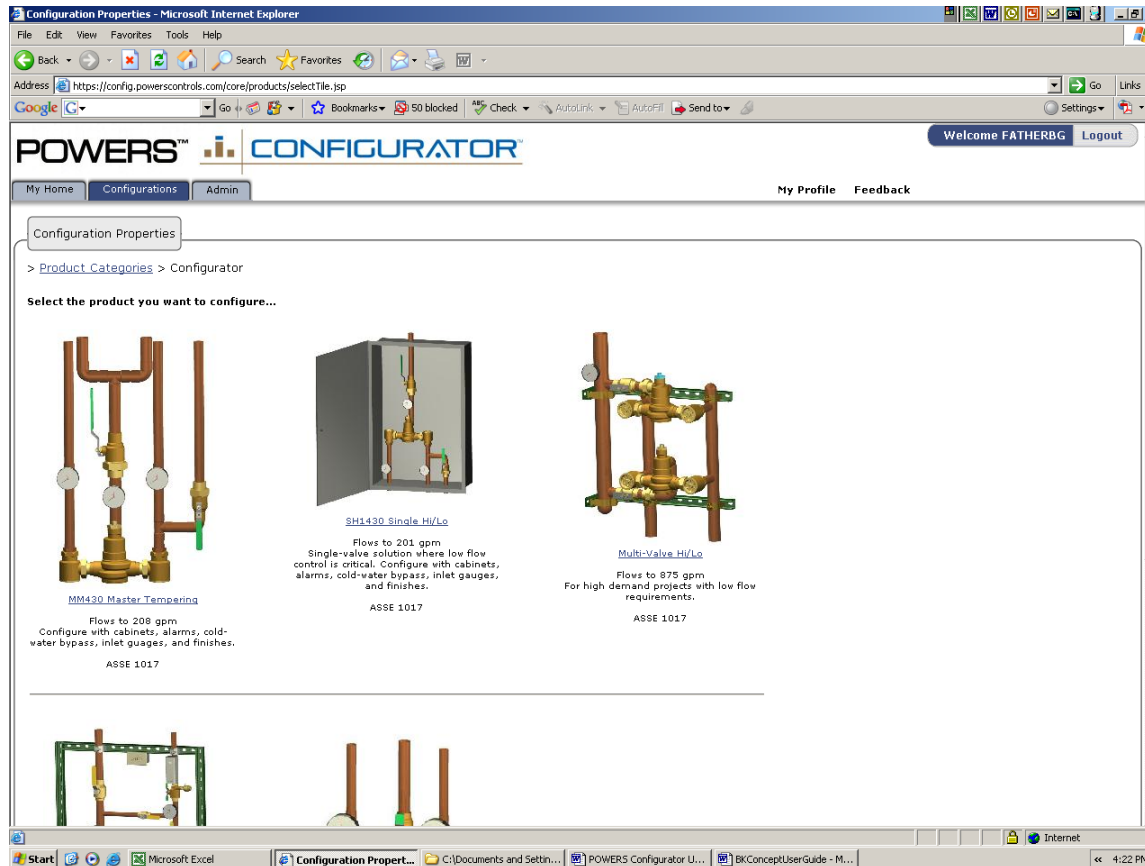 Configuration Properties - Microsoft Internet Explorer
File Edit View Favorites Tools Help
Back Search Favorites
Address https://config.powerscontrols.com/core/products/selectTile.jsp Go Links
Google G Go Bookmarks 50 blocked ABC Check AutoLink AutoFill Send to Settings
POWERS™ CONFIGURATOR™
Welcome FATHERBG Logout
My Home Configurations Admin My Profile Feedback
Configuration Properties
> Product Categories > Configurator
Select the product you want to configure...
MM430 Master Tempering
Flows to 208 gpm
Configure with cabinets, alarms, cold-
water bypass, inlet guages, and finishes.
ASSE 1017
SH1430 Single Hi/Lo
Flows to 201 gpm
Single-valve solution where low flow
control is critical. Configure with cabinets,
alarms, cold-water bypass, inlet gauges,
and finishes.
ASSE 1017
Multi-Valve Hi/Lo
Flows to 875 gpm
For high demand projects with low flow
requirements.
ASSE 1017
Internet
Start Microsoft Excel Configuration Propert... C:\Documents and Settin... POWERS Configurator U... BKConceptUserGuide - M... « 4:22 PM